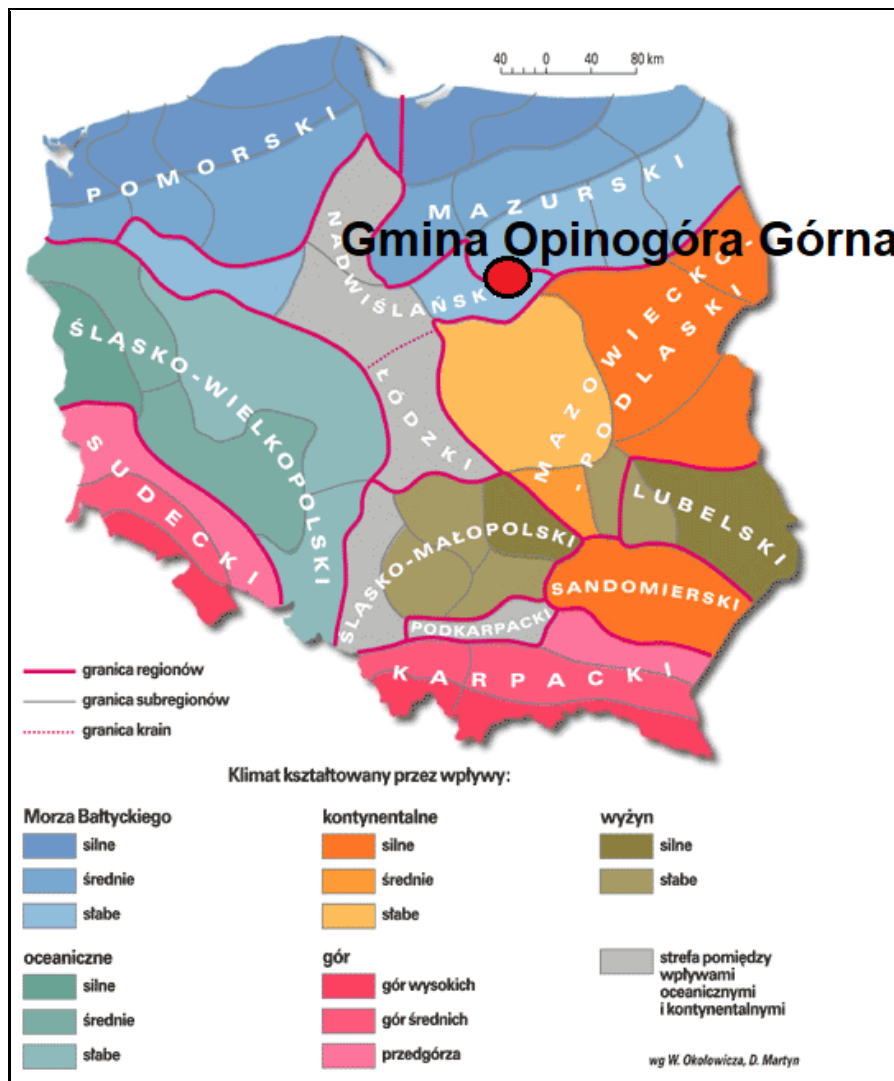 40 0 40 80 km
POMORSKI
MAZURSKI
NADWIŚLAŃSK
Gmina Opinogóra Górna
MAZOWIECKO-
-PODLASKI
ŚLĄSKO-WIELKOPOLSKI
ŁÓDZKI
SUDECKI
LUBELSKI
ŚLĄSKO-MAŁOPOLSKI
SANDOMIERSKI
PODKARPACKI
KARPACKI
granica regionów
granica subregionów
granica krain
Klimat kształtowany przez wpływy:
Morza Bałtyckiego
silne
średnie
słabe
kontynentalne
silne
średnie
słabe
wyżyn
silne
słabe
oceaniczne
silne
średnie
słabe
gór
gór wysokich
gór średnich
przedgórza
strefa pomiędzy
wpływami
oceanicznymi
i kontynentalnymi
wg W. Okołowicza, D. Martyn